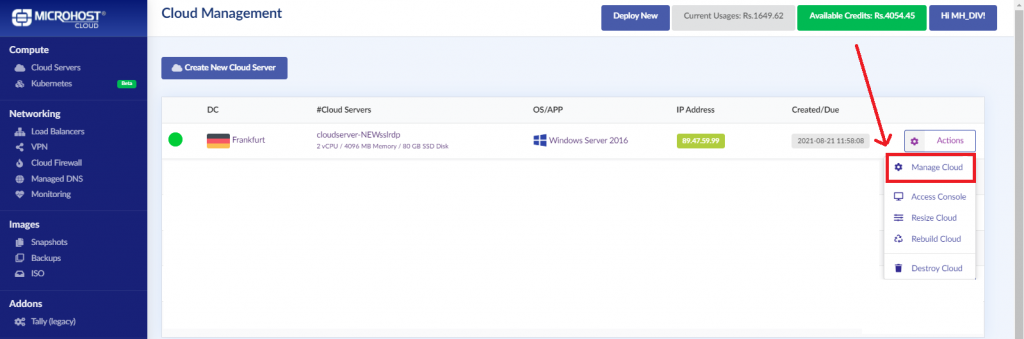 MICROHOST®
CLOUD
Compute
Cloud Servers
Kubernetes Beta
Networking
Load Balancers
VPN
Cloud Firewall
Managed DNS
Monitoring
Images
Snapshots
Backups
ISO
Addons
Tally (legacy)
Cloud Management
Deploy New
Current Usages: Rs.1649.62
Available Credits: Rs.4054.45
Hi MH_DIV!
Create New Cloud Server
DC #Cloud Servers OS/APP IP Address Created/Due
Frankfurt cloudserver-NEWsslrdp Windows Server 2016 89.47.59.99 2021-08-21 11:58:08 Actions
2 vCPU / 4096 MB Memory / 80 GB SSD Disk
Manage Cloud
Access Console
Resize Cloud
Rebuild Cloud
Destroy Cloud